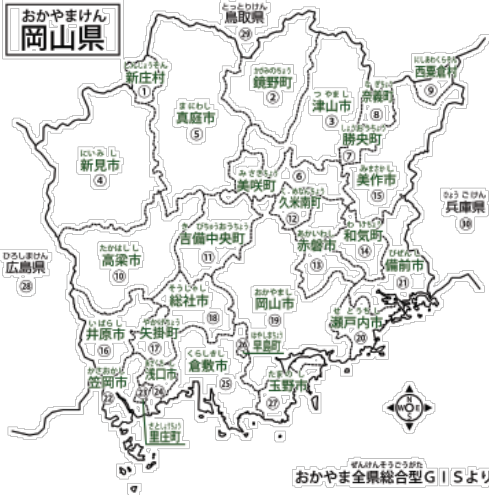 おかやまけん
岡山県
とっとりけん
鳥取県
㉙
しんじょうそん
新庄村
①
かがみのちょう
鏡野町
②
つやまし
津山市
③
なぎちょう
奈義町
⑧
にしあわくらそん
西粟倉村
⑨
まにわし
真庭市
⑤
しょうおうちょう
勝央町
⑦
にいみし
新見市
④
みさきちょう
美咲町
⑥
みまさかし
美作市
⑮
くめなんちょう
久米南町
⑫
ひょうごけん
兵庫県
㉚
きびちゅうおうちょう
吉備中央町
⑪
あかいわし
赤磐市
⑬
わけちょう
和気町
⑭
ひろしまけん
広島県
㉘
たかはしし
高梁市
⑩
びぜんし
備前市
㉑
そうじゃし
総社市
⑱
おかやまし
岡山市
⑲
せとうちし
瀬戸内市
⑳
いばらし
井原市
⑯
やかげちょう
矢掛町
⑰
はやしまちょう
早島町
㉖
くらしきし
倉敷市
㉕
かさおかし
笠岡市
㉒
浅口市
㉔
㉓
たまのし
玉野市
㉗
さとしょうちょう
里庄町
N
W E
S
ぜんけんそうごうがた
おかやま全県総合型ＧＩＳより